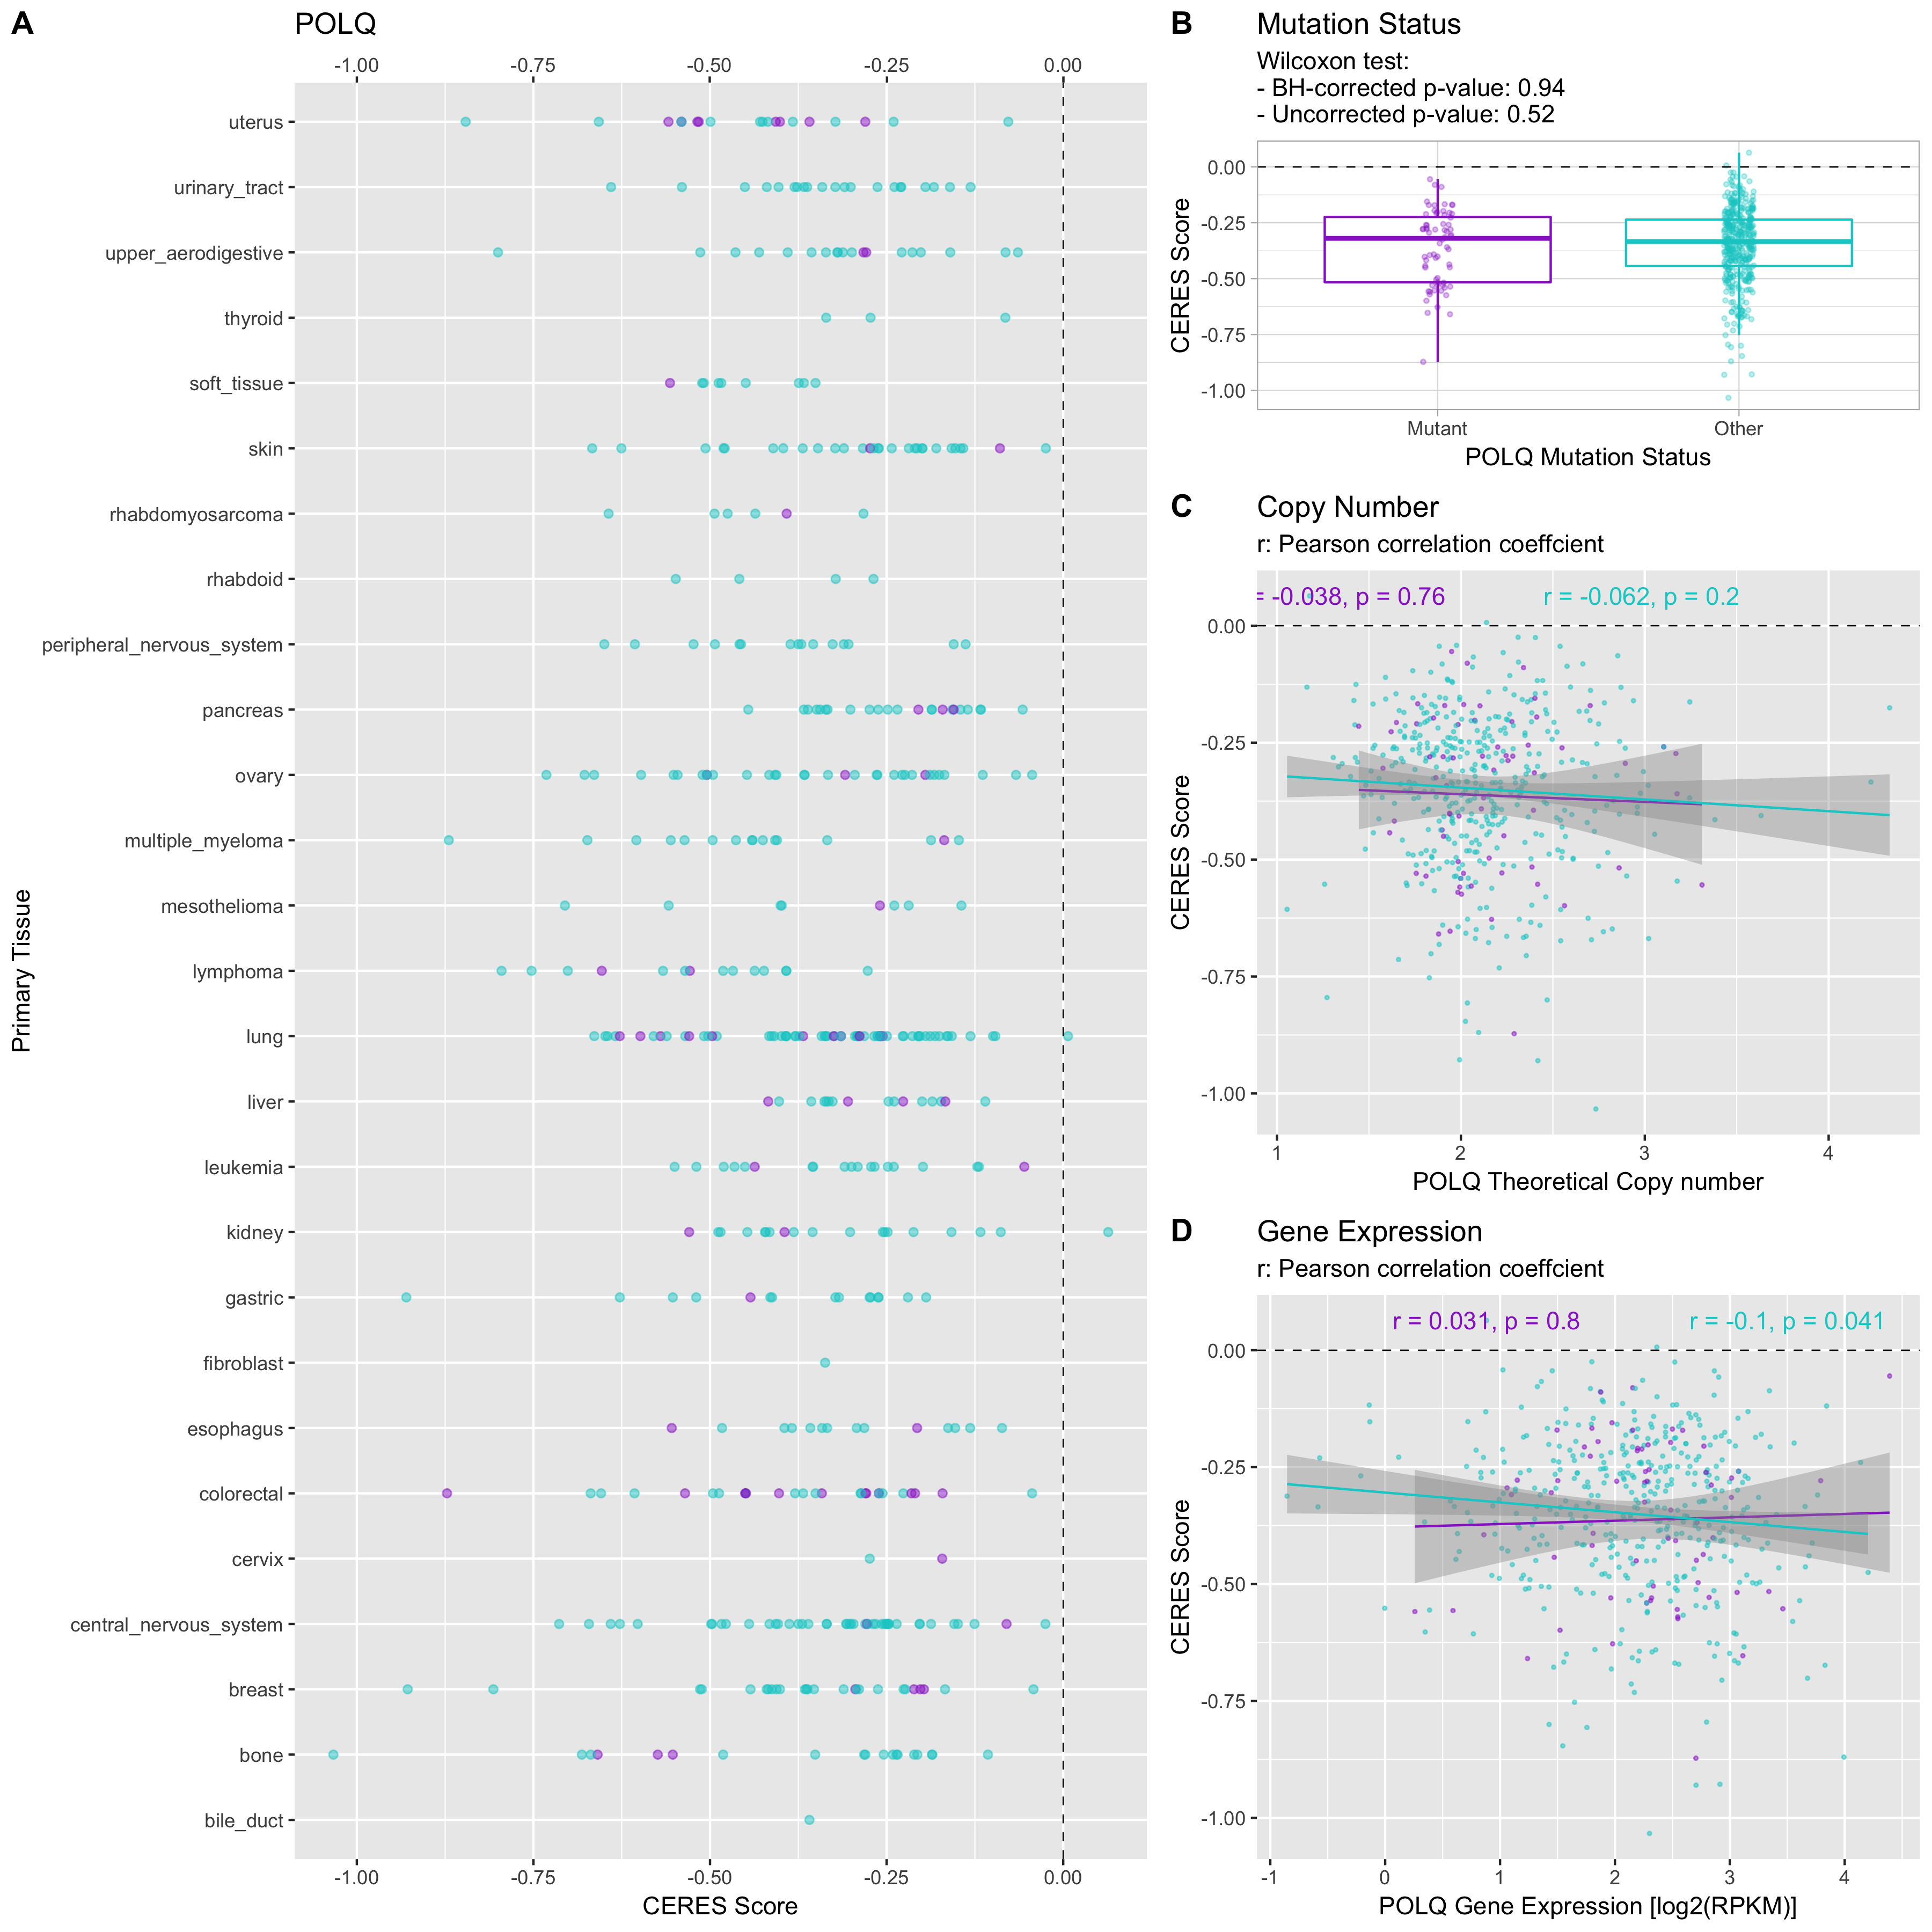 A
POLQ
-1.00 -0.75 -0.50 -0.25 0.00
Primary Tissue
uterus
urinary_tract
upper_aerodigestive
thyroid
soft_tissue
skin
rhabdomyosarcoma
rhabdoid
peripheral_nervous_system
pancreas
ovary
multiple_myeloma
mesothelioma
lymphoma
lung
liver
leukemia
kidney
gastric
fibroblast
esophagus
colorectal
cervix
central_nervous_system
breast
bone
bile_duct
-1.00 -0.75 -0.50 -0.25 0.00
CERES Score
B
Mutation Status
Wilcoxon test:
- BH-corrected p-value: 0.94
- Uncorrected p-value: 0.52
CERES Score
0.00
-0.25
-0.50
-0.75
-1.00
Mutant Other
POLQ Mutation Status
C
Copy Number
r: Pearson correlation coeffcient
= -0.038, p = 0.76 r = -0.062, p = 0.2
CERES Score
0.00
-0.25
-0.50
-0.75
-1.00
1 2 3 4
POLQ Theoretical Copy number
D
Gene Expression
r: Pearson correlation coeffcient
r = 0.031, p = 0.8 r = -0.1, p = 0.041
CERES Score
0.00
-0.25
-0.50
-0.75
-1.00
-1 0 1 2 3 4
POLQ Gene Expression [log2(RPKM)]